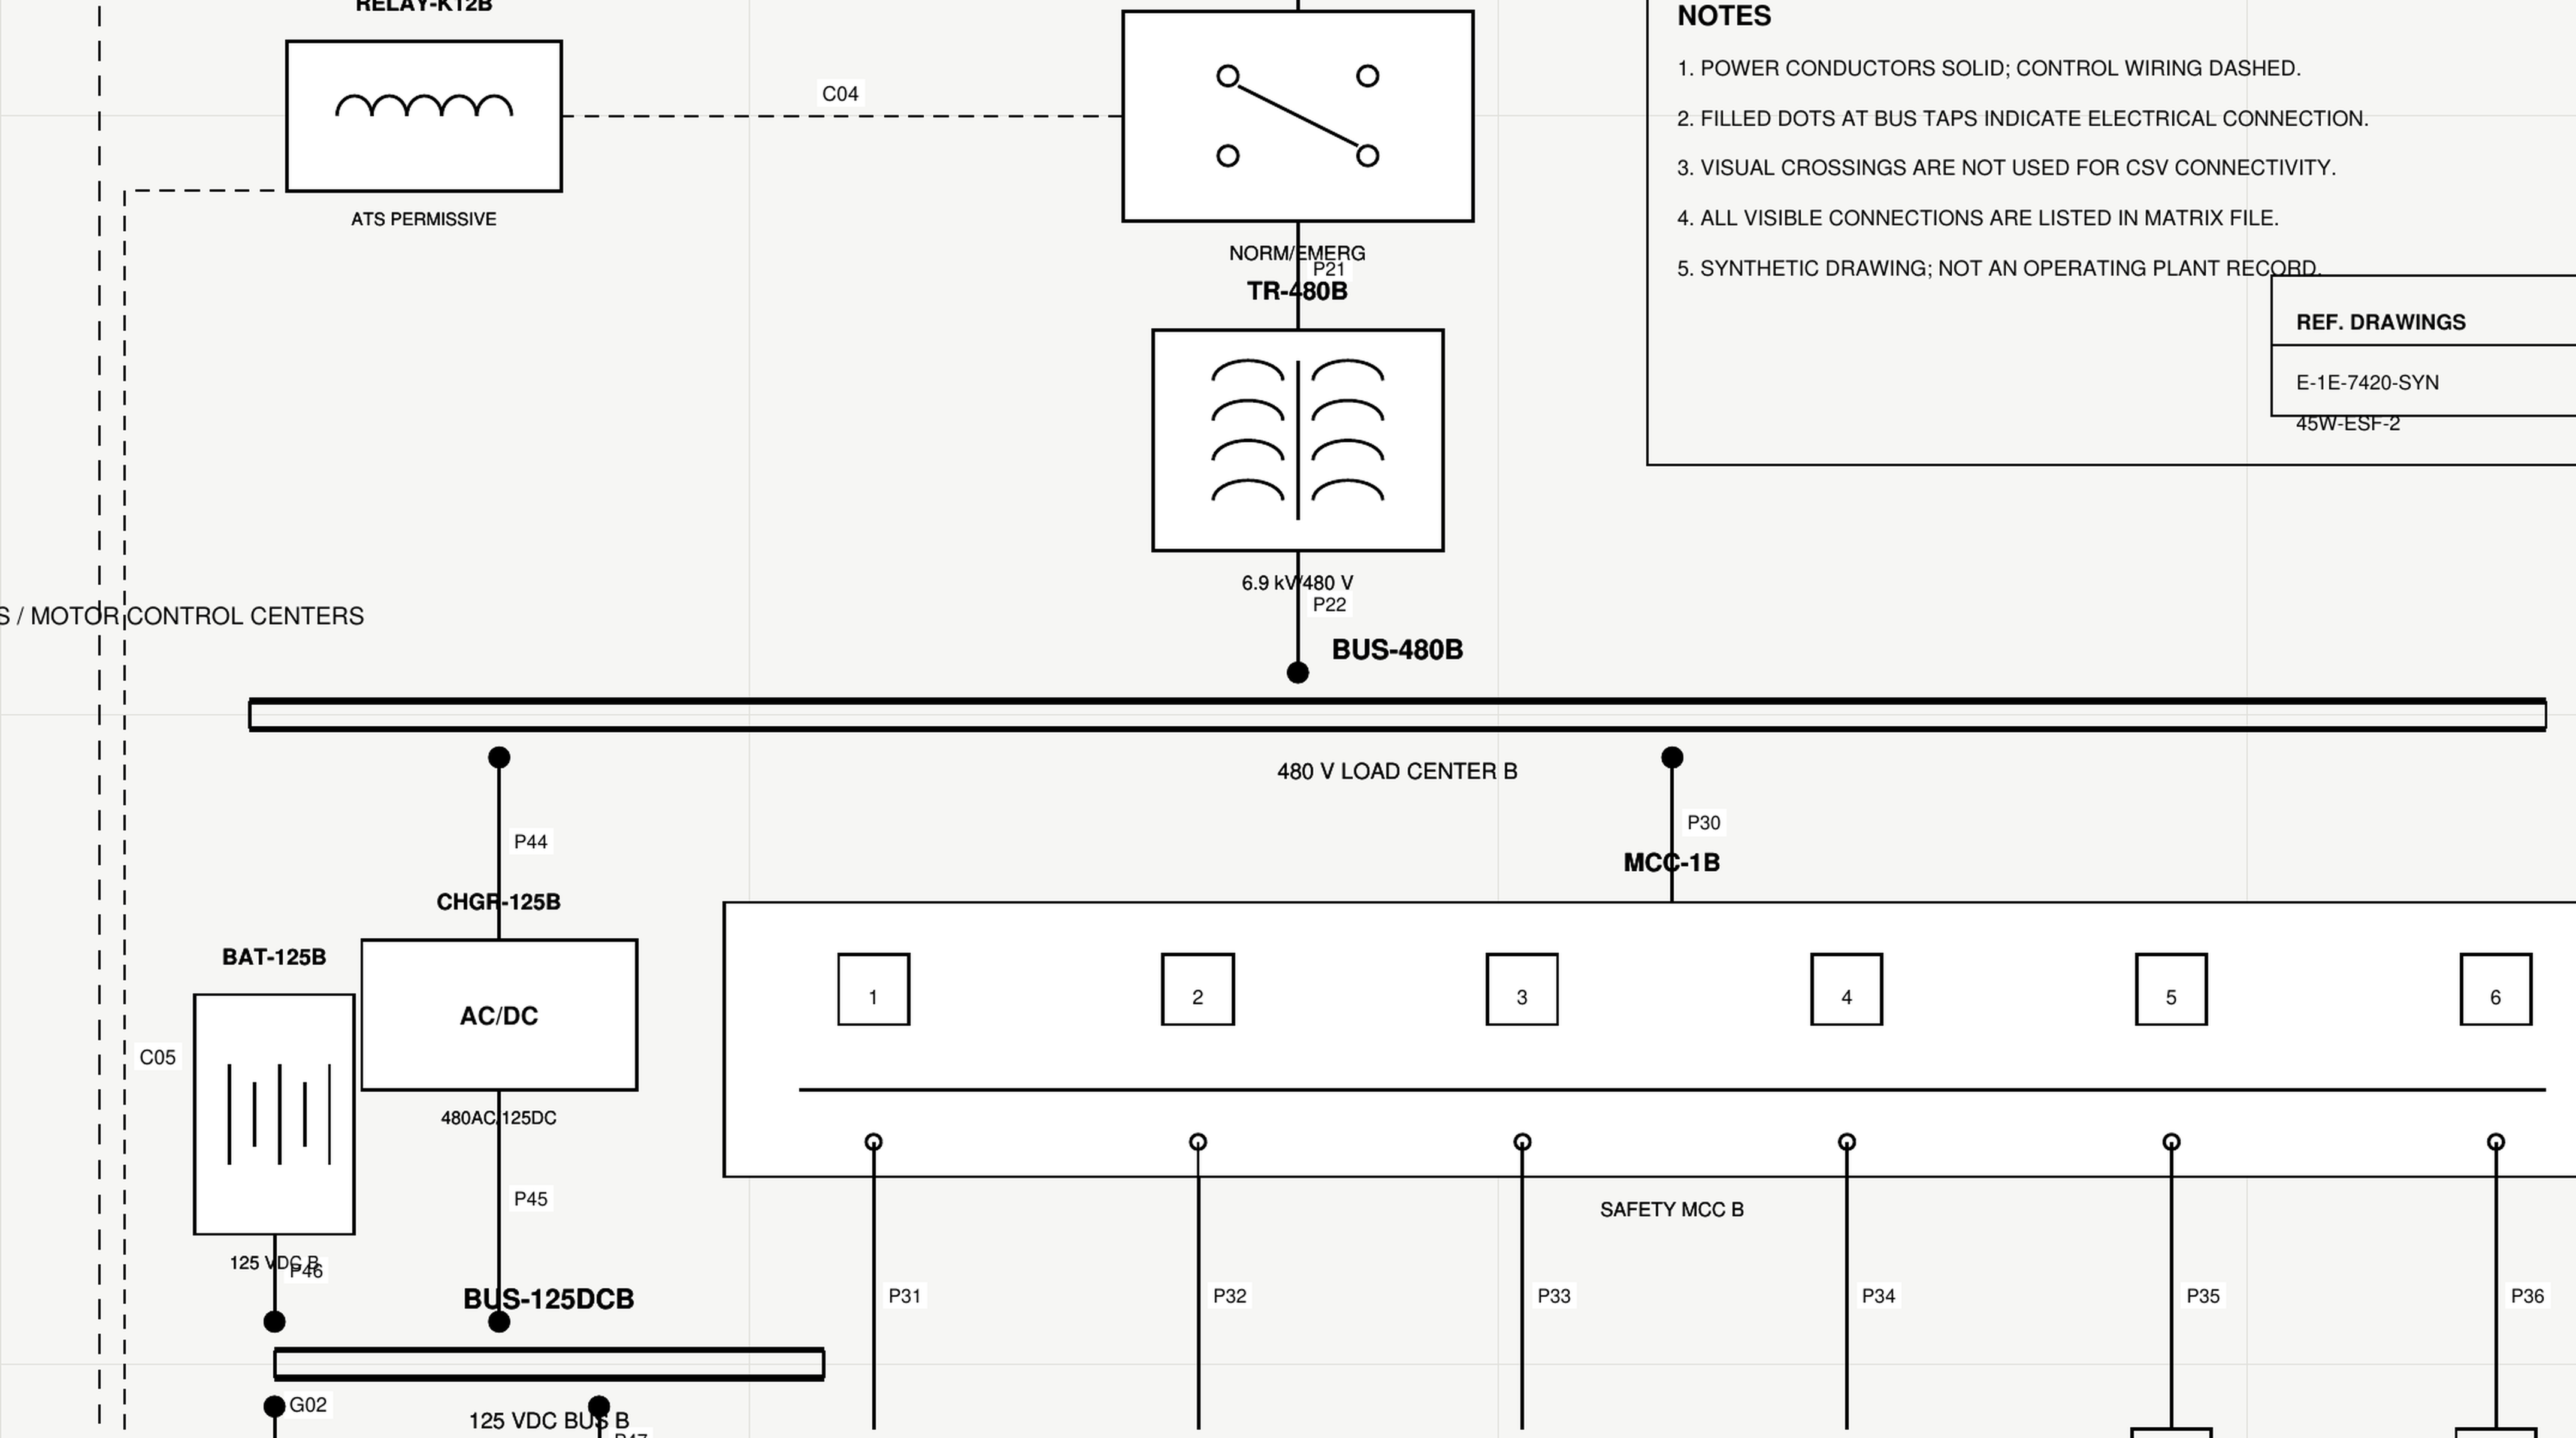 RELAY-K12B
NOTES
1. POWER CONDUCTORS SOLID; CONTROL WIRING DASHED.
C04
2. FILLED DOTS AT BUS TAPS INDICATE ELECTRICAL CONNECTION.
3. VISUAL CROSSINGS ARE NOT USED FOR CSV CONNECTIVITY.
ATS PERMISSIVE
4. ALL VISIBLE CONNECTIONS ARE LISTED IN MATRIX FILE.
NORM/EMERG
P21
5. SYNTHETIC DRAWING; NOT AN OPERATING PLANT RECORD.
TR-480B
REF. DRAWINGS
E-1E-7420-SYN
45W-ESF-2
6.9 kV/480 V
P22
S / MOTOR CONTROL CENTERS
BUS-480B
480 V LOAD CENTER B
P44
P30
MCC-1B
CHGR-125B
BAT-125B
1
2
3
4
5
6
AC/DC
C05
480AC/125DC
P45
SAFETY MCC B
125 VDC B
P46
BUS-125DCB
P31
P32
P33
P34
P35
P36
G02
125 VDC BUS B
P47